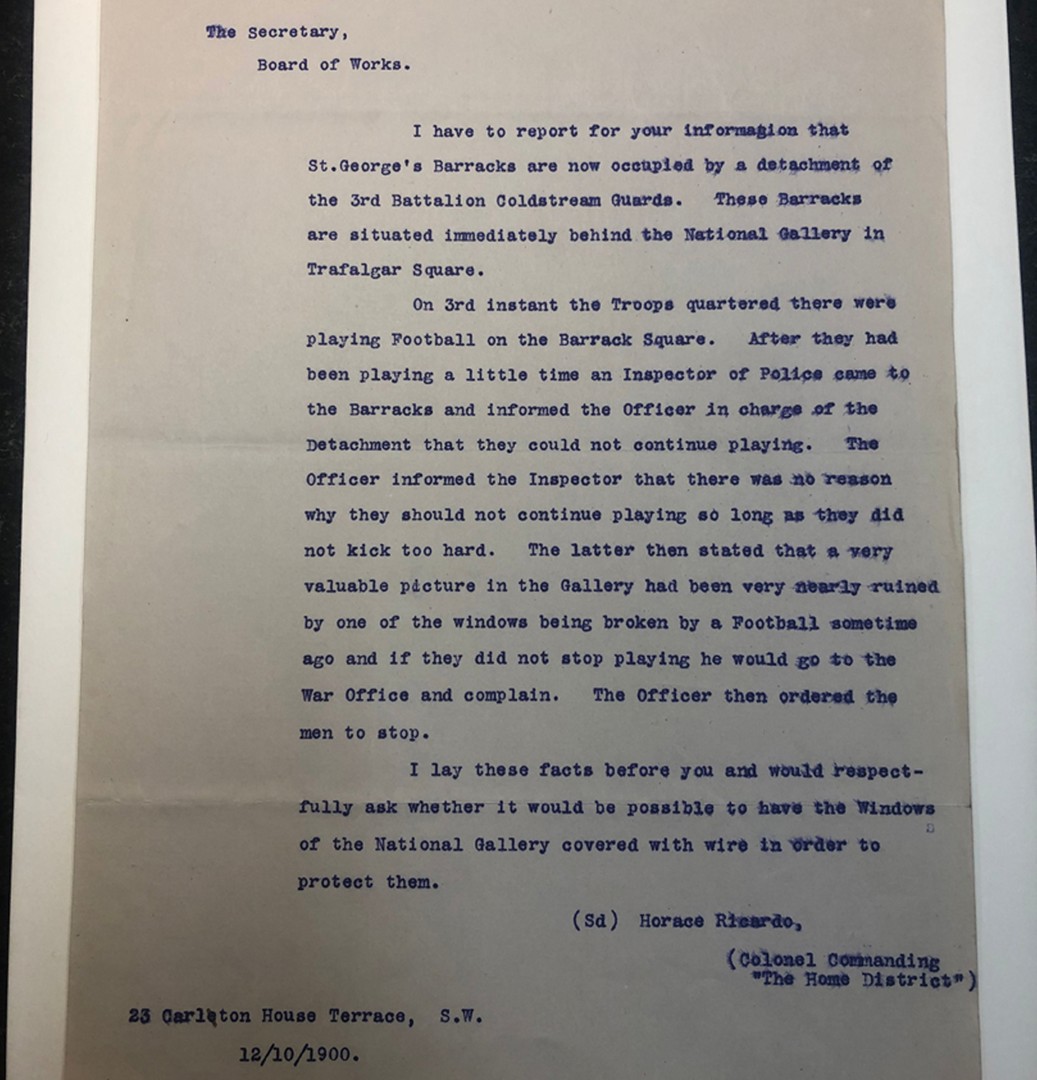 The Secretary,
Board of Works.
I have to report for your information that
St.George's Barracks are now occupied by a detachment of
the 3rd Battalion Coldstream Guards. These Barracks
are situated immediately behind the National Gallery in
Trafalgar Square.
On 3rd instant the Troops quartered there were
playing Football on the Barrack Square. After they had
been playing a little time an Inspector of Police came to
the Barracks and informed the Officer in charge of the
Detachment that they could not continue playing. The
Officer informed the Inspector that there was no reason
why they should not continue playing so long as they did
not kick too hard. The latter then stated that a very
valuable picture in the Gallery had been very nearly ruined
by one of the windows being broken by a Football sometime
ago and if they did not stop playing he would go to the
War Office and complain. The Officer then ordered the
men to stop.
I lay these facts before you and would respect-
fully ask whether it would be possible to have the Windows
of the National Gallery covered with wire in order to
protect them.
(Sd) Horace Ricardo,
(Colonel Commanding
"The Home District")
23 Carlston House Terrace, S.W.
12/10/1900.